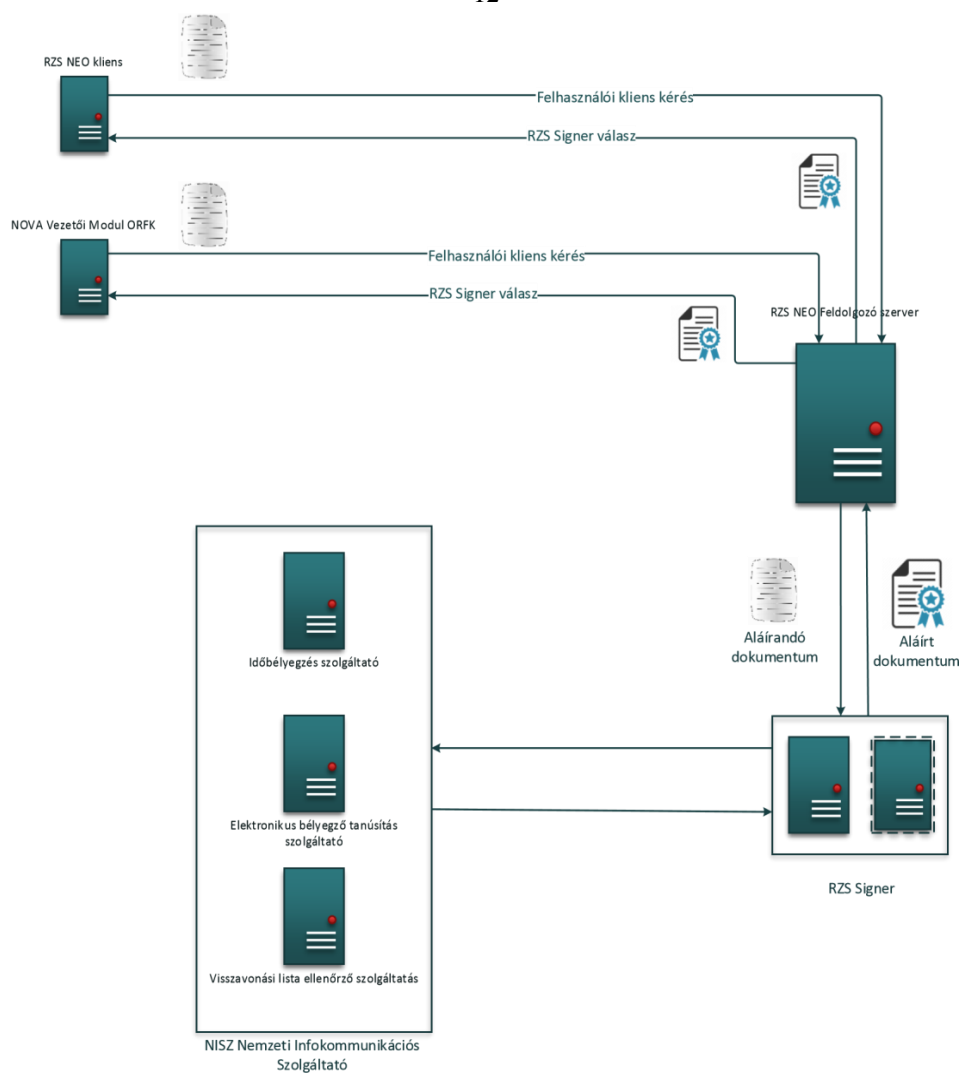 12
RZS NEO kliens
Felhasználói kliens kérés
RZS Signer válasz
NOVA Vezetői Modul ORFK
Felhasználói kliens kérés
RZS Signer válasz
RZS NEO Feldolgozó szerver
Időbélyegzés szolgáltató
Aláírandó
dokumentum
Aláírt
dokumentum
Elektronikus bélyegző tanúsítás
szolgáltató
RZS Signer
Visszavonási lista ellenőrző szolgáltatás
NISZ Nemzeti Infokommunikációs
Szolgáltató